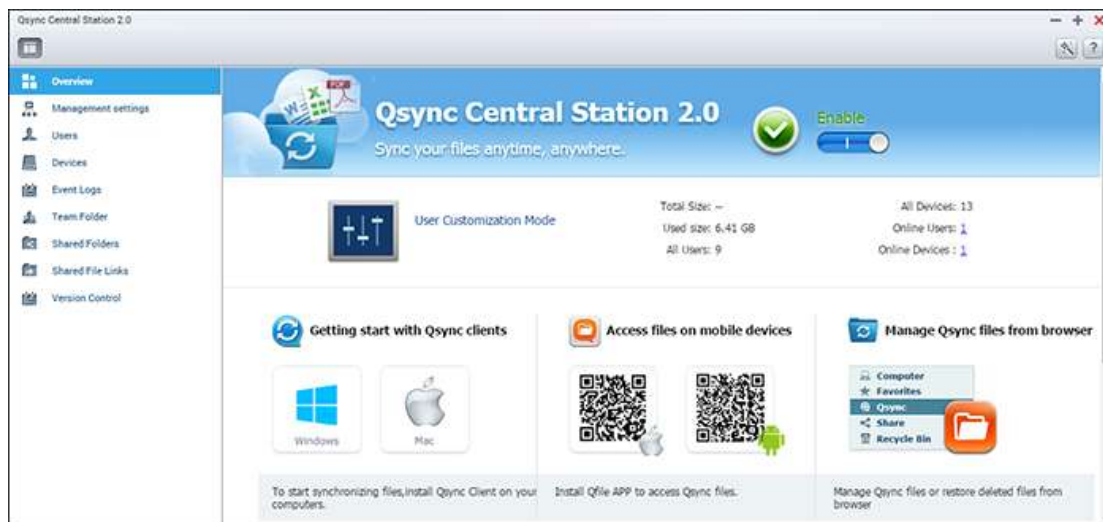 Qsync Central Station 2.0
Overview
Management settings
Users
Devices
Event Logs
Team Folder
Shared Folders
Shared File Links
Version Control
Qsync Central Station 2.0
Sync your files anytime, anywhere.
Enable
User Customization Mode
Total Size: --
Used size: 6.41 GB
All Users: 9
All Devices: 13
Online Users: 1
Online Devices : 1
Getting start with Qsync clients
Windows
Mac
To start synchronizing files,install Qsync Client on your
computers.
Access files on mobile devices
Install Qfile APP to access Qsync files.
Manage Qsync files from browser
Computer
Favorites
Qsync
Share
Recycle Bin
Manage Qsync files or restore deleted files from
browser
PDF
W
X
?